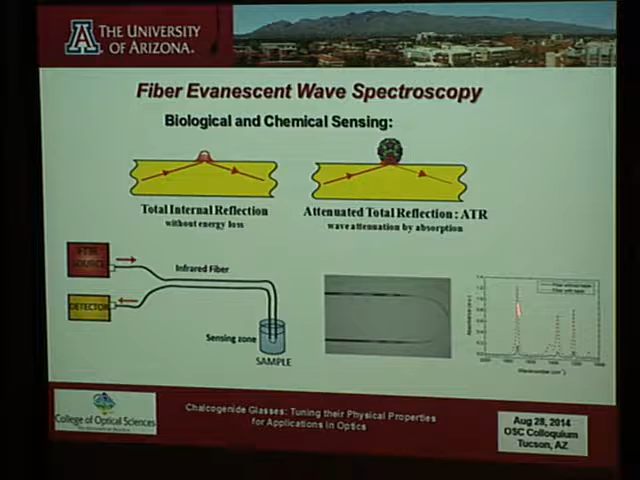 THE UNIVERSITY
OF ARIZONA.
Fiber Evanescent Wave Spectroscopy
Biological and Chemical Sensing:
Total Internal Reflection
without energy loss
Attenuated Total Reflection : ATR
wave attenuation by absorption
SOURCE
Infrared Fiber
DETECTOR
Sensing zone
SAMPLE
College of Optical Sciences
Chalcogenide Glasses: Tuning their Physical Properties
for Applications in Optics
Aug 28, 2014
OSC Colloquium
Tucson, AZ